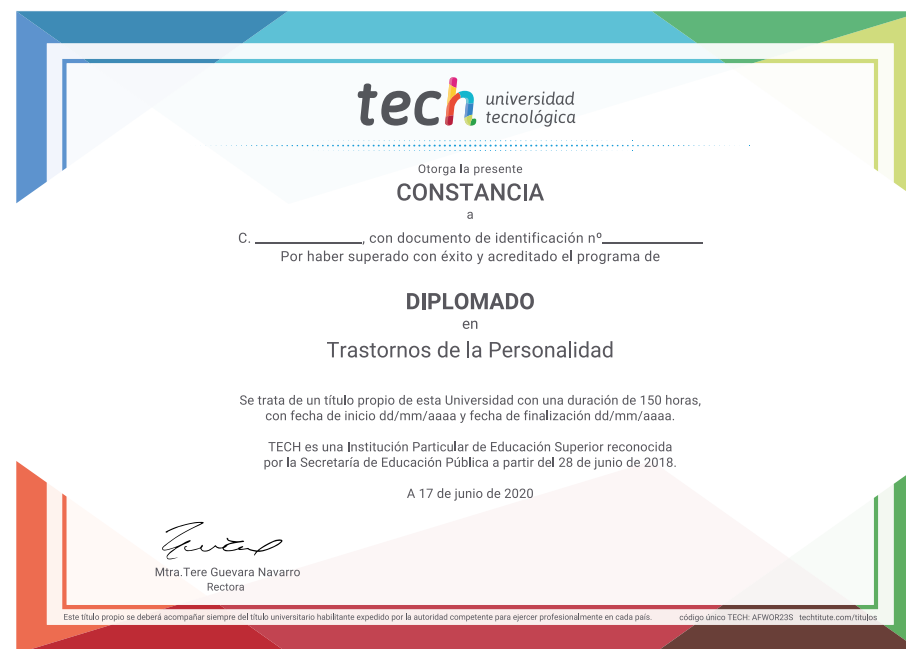 tech universidad
tecnológica
Otorga la presente
CONSTANCIA
a
C. ____________, con documento de identificación nº____________
Por haber superado con éxito y acreditado el programa de
DIPLOMADO
en
Trastornos de la Personalidad
Se trata de un título propio de esta Universidad con una duración de 150 horas,
con fecha de inicio dd/mm/aaaa y fecha de finalización dd/mm/aaaa.
TECH es una Institución Particular de Educación Superior reconocida
por la Secretaría de Educación Pública a partir del 28 de junio de 2018.
A 17 de junio de 2020
Mtra.Tere Guevara Navarro
Rectora
Este título propio se deberá acompañar siempre del título universitario habilitante expedido por la autoridad competente para ejercer profesionalmente en cada país. código único TECH: AFWOR23S techtitute.com/titulos